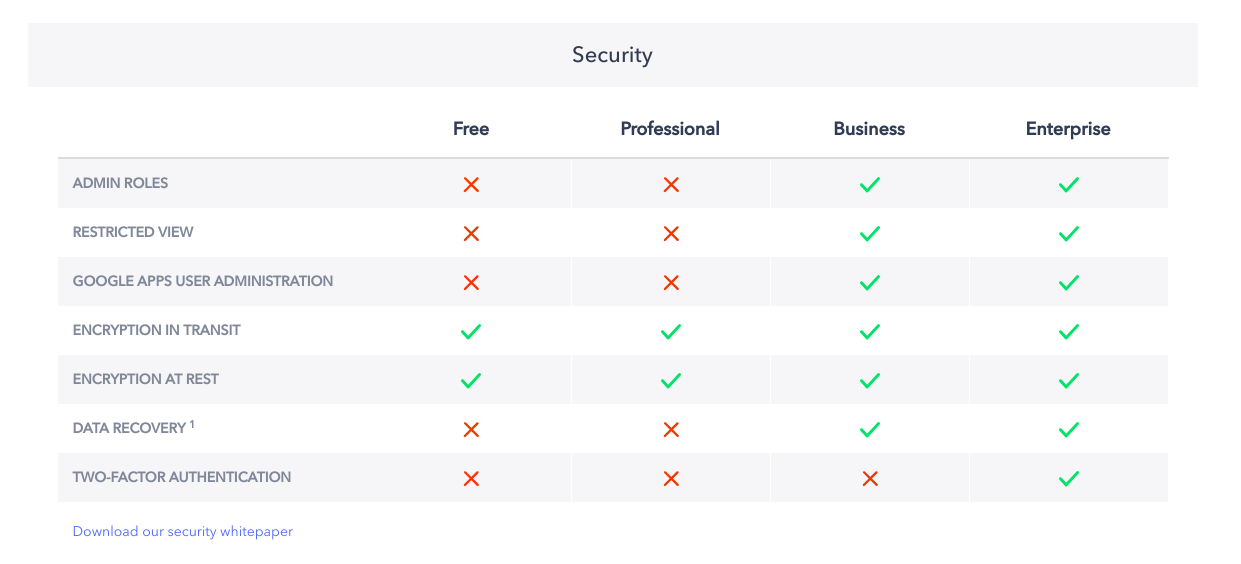 Security
Free Professional Business Enterprise
ADMIN ROLES
RESTRICTED VIEW
GOOGLE APPS USER ADMINISTRATION
ENCRYPTION IN TRANSIT
ENCRYPTION AT REST
DATA RECOVERY 1
TWO-FACTOR AUTHENTICATION
Download our security whitepaper